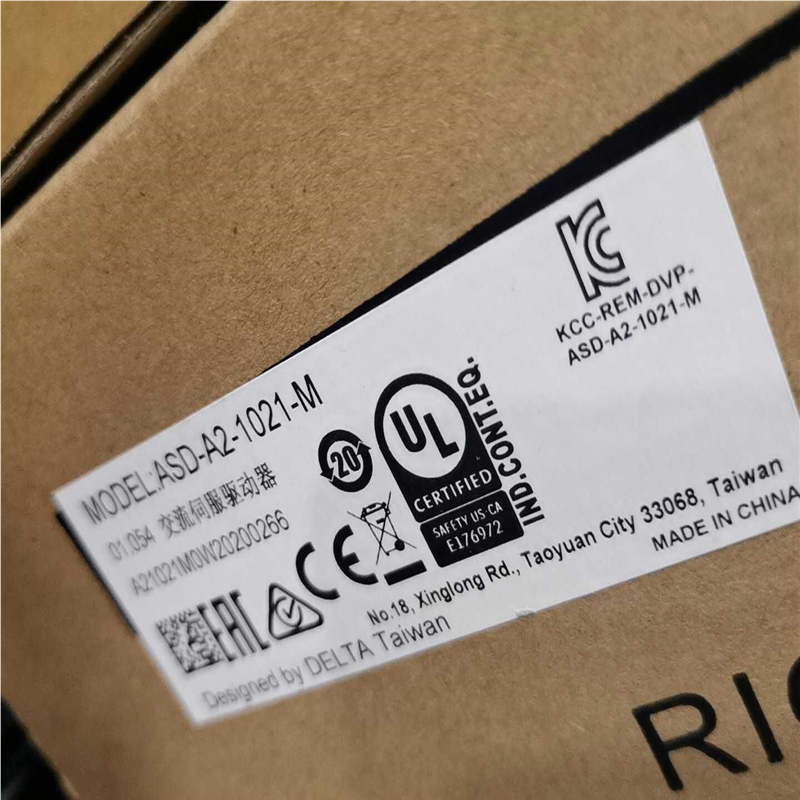 MODEL:ASD-A2-1021-M
01.054 交流伺服驱动器
A21021M0W20200266
20
UL
CERTIFIED
SAFETY US-CA
E176972
IND.CONT.EQ.
KC
KCC-REM-DVP-
ASD-A2-1021-M
EAC
CE
No.18, Xinglong Rd., Taoyuan City 33068, Taiwan
MADE IN CHINA
Designed by DELTA Taiwan